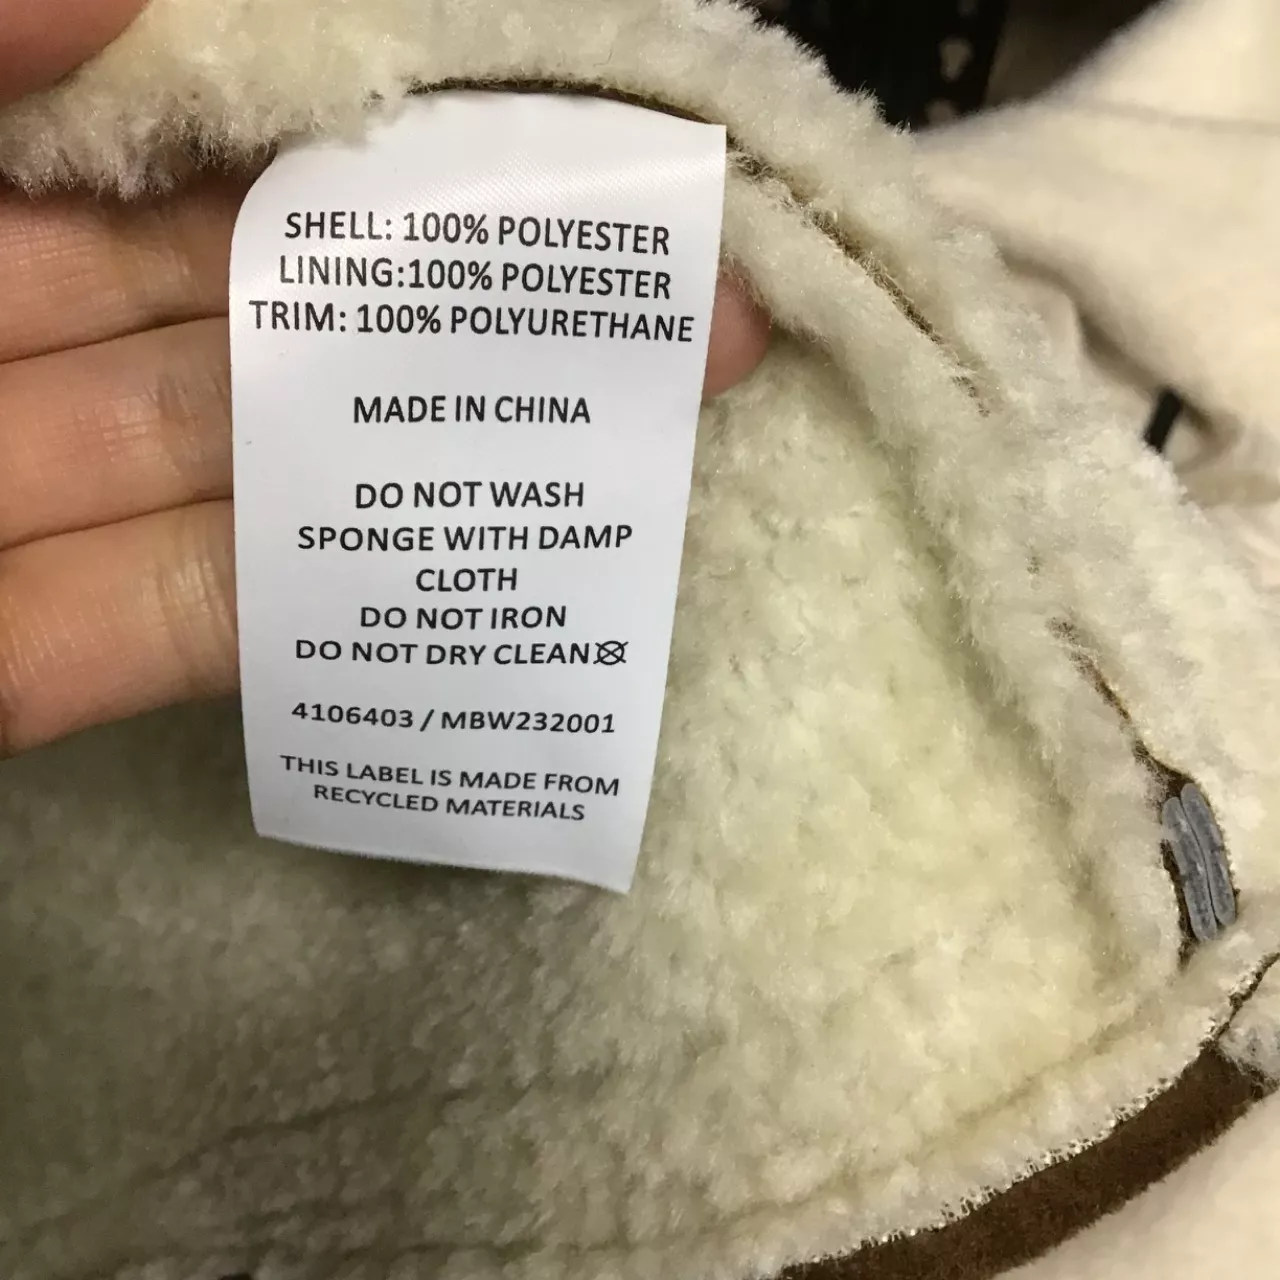 SHELL: 100% POLYESTER
LINING:100% POLYESTER
TRIM: 100% POLYURETHANE
MADE IN CHINA
DO NOT WASH
SPONGE WITH DAMP
CLOTH
DO NOT IRON
DO NOT DRY CLEAN
4106403 / MBW232001
THIS LABEL IS MADE FROM
RECYCLED MATERIALS